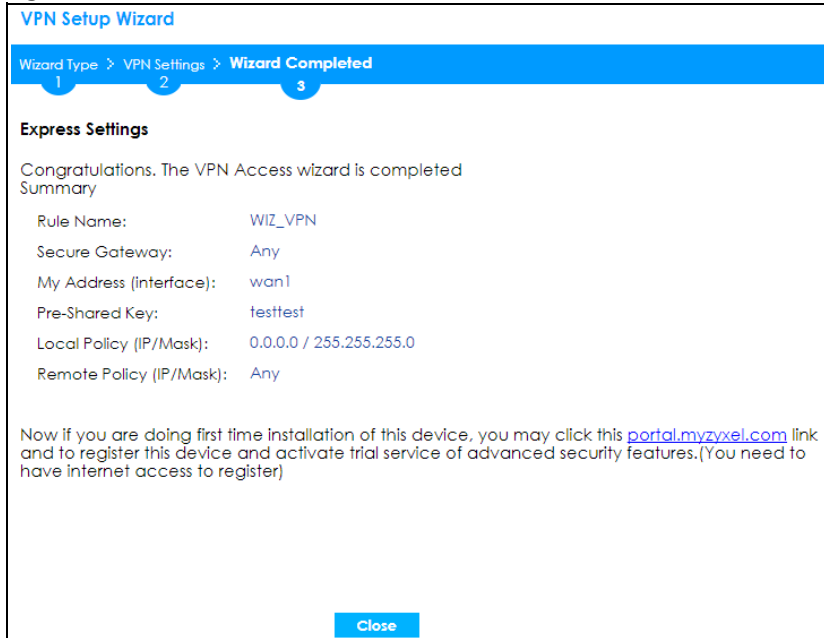 VPN Setup Wizard
Wizard Type > VPN Settings > Wizard Completed
1 2 3
Express Settings
Congratulations. The VPN Access wizard is completed
Summary
Rule Name: WIZ_VPN
Secure Gateway: Any
My Address (interface): wan1
Pre-Shared Key: testtest
Local Policy (IP/Mask): 0.0.0.0 / 255.255.255.0
Remote Policy (IP/Mask): Any
Now if you are doing first time installation of this device, you may click this portal.myzyxel.com link
and to register this device and activate trial service of advanced security features.(You need to
have internet access to register)
Close